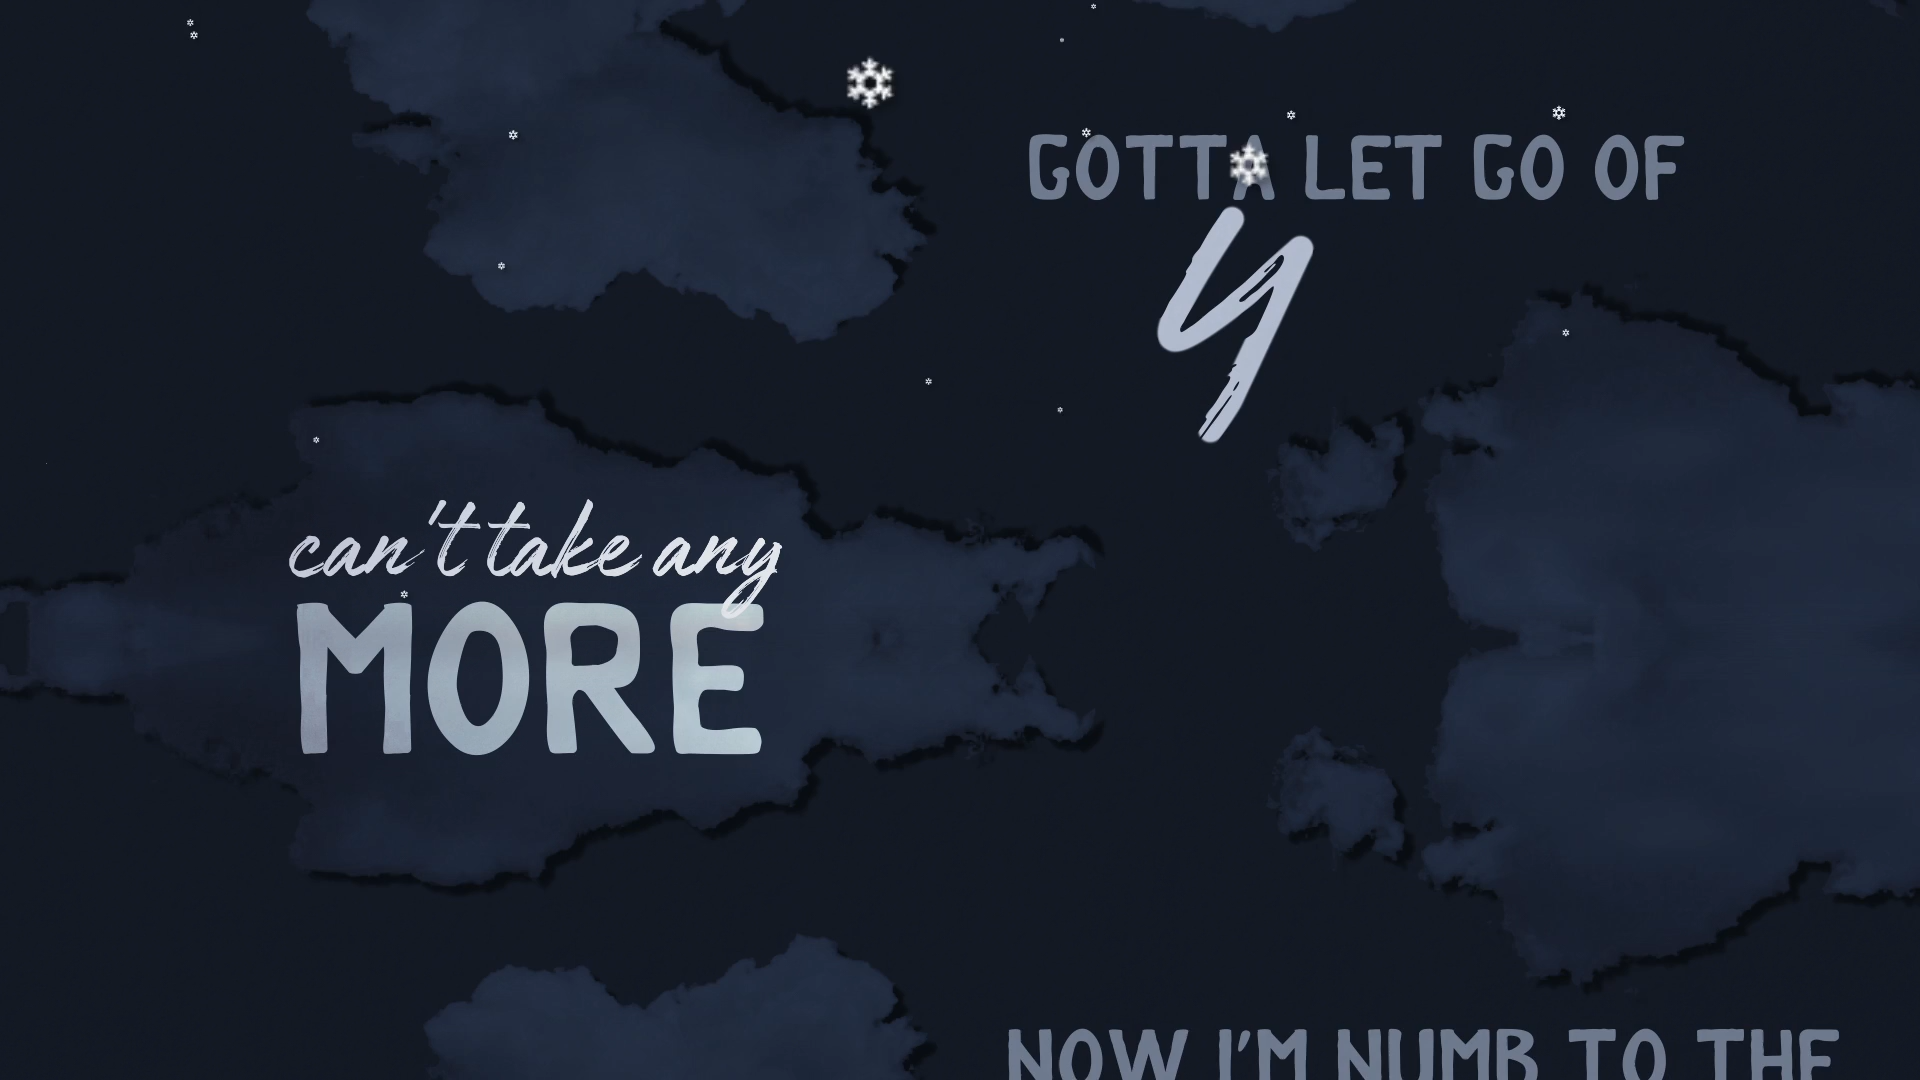 GOTTA LET GO OF
y
can't take any
MORE
NOW I'M NUMB TO THE